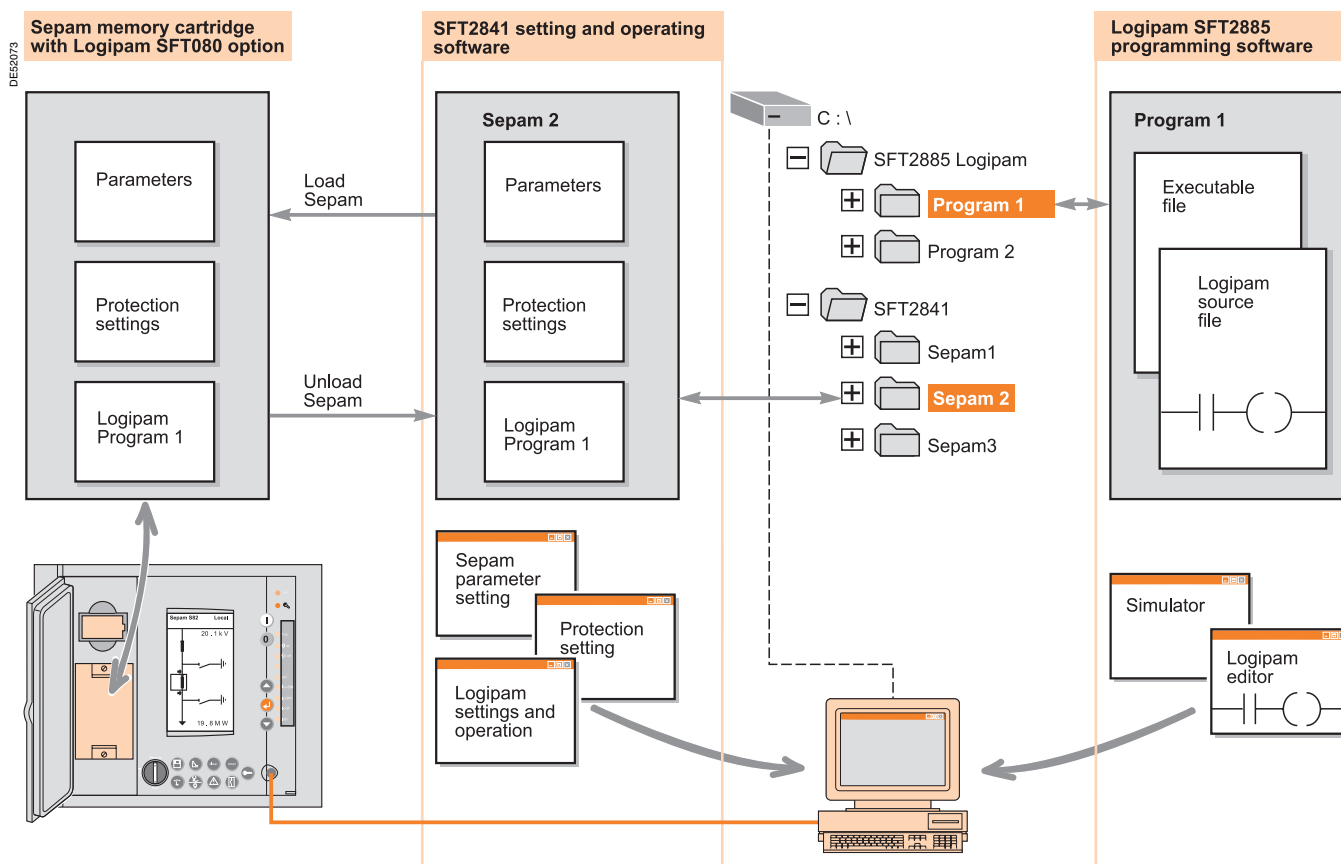 Sepam memory cartridge
with Logipam SFT080 option
SFT2841 setting and operating
software
Logipam SFT2885
programming software
DE52073
Parameters
Protection
settings
Logipam
Program 1
Load
Sepam
Unload
Sepam
Sepam 2
Parameters
Protection
settings
Logipam
Program 1
C : \
SFT2885 Logipam
Program 1
Program 2
SFT2841
Sepam1
Sepam 2
Sepam3
Program 1
Executable
file
Logipam
source
file
Sepam S82 Local
20.1kV
19.8MW
I
0
Sepam
parameter
setting
Protection
setting
Logipam
settings and
operation
Simulator
Logipam
editor